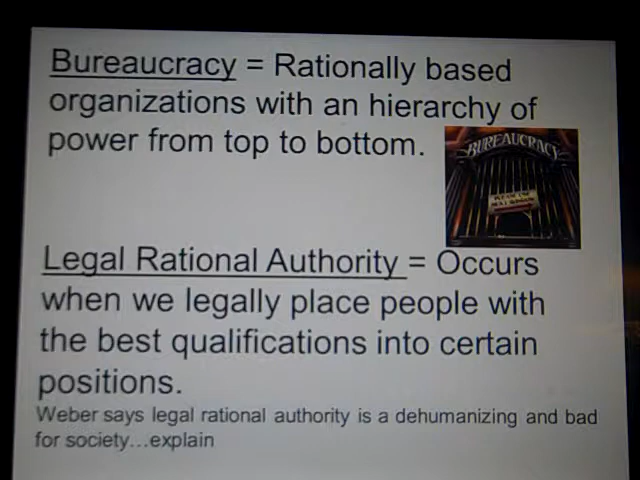 Bureaucracy = Rationally based
organizations with an hierarchy of
power from top to bottom.
BUREAUCRACY
Legal Rational Authority = Occurs
when we legally place people with
the best qualifications into certain
positions.
Weber says legal rational authority is a dehumanizing and bad
for society…explain